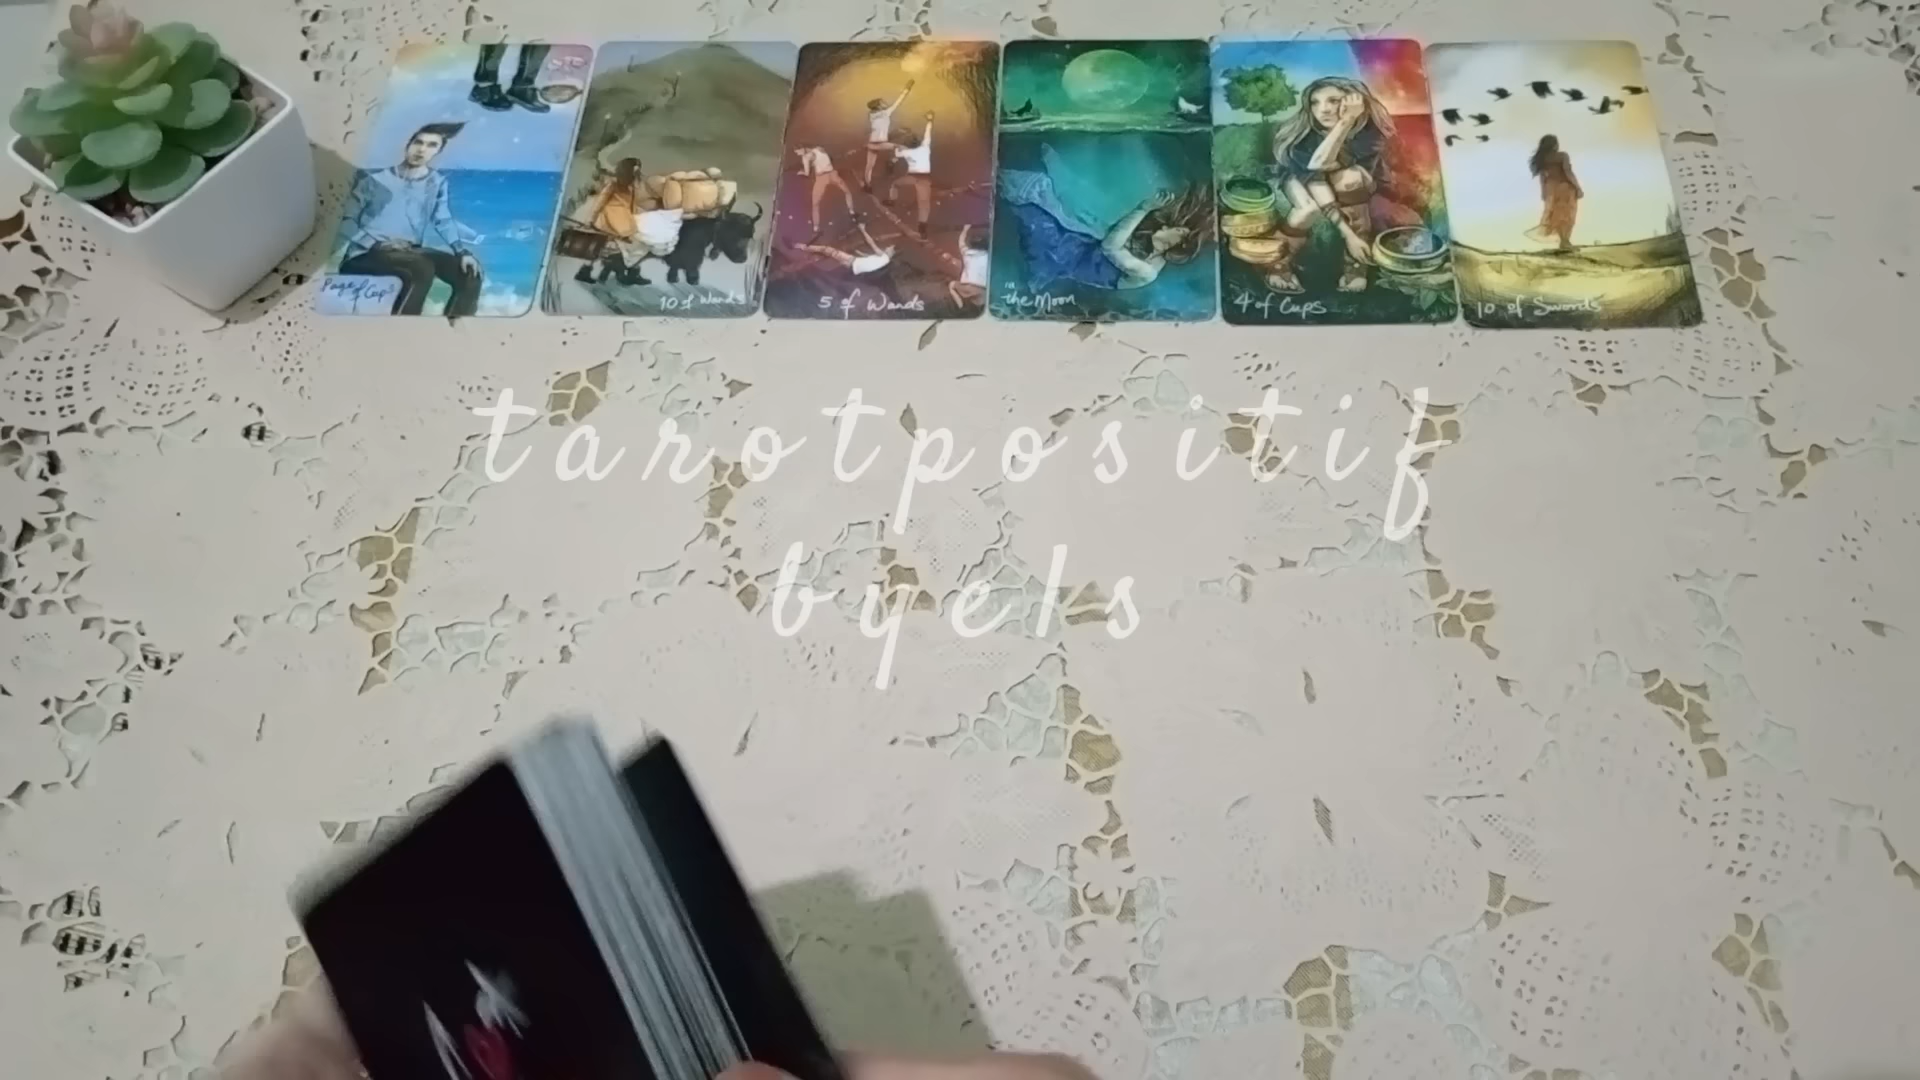 Page of Cups
10 of Wands
5 of Wands
the Moon
4 of Cups
10 of Swords
tarotpositif
byels